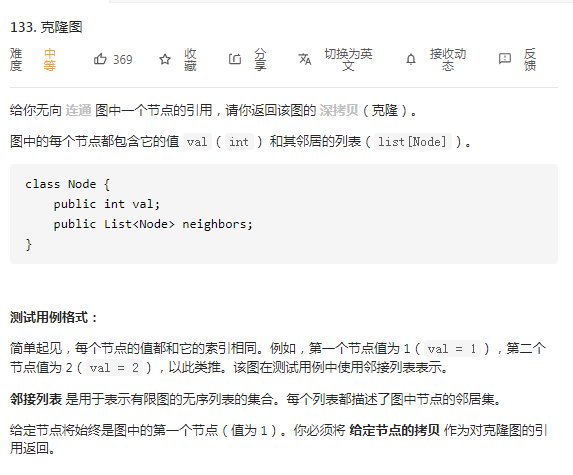 133. 克隆图
难度 中等 369 收藏 分享 切换为英文 接收动态 反馈
给你无向 连通 图中一个节点的引用，请你返回该图的 深拷贝（克隆）。
图中的每个节点都包含它的值 val（int） 和其邻居的列表（list[Node]）。
class Node {
    public int val;
    public List<Node> neighbors;
}
测试用例格式：
简单起见，每个节点的值都和它的索引相同。例如，第一个节点值为 1（val = 1），第二个
节点值为 2（val = 2），以此类推。该图在测试用例中使用邻接列表表示。
邻接列表 是用于表示有限图的无序列表的集合。每个列表都描述了图中节点的邻居集。
给定节点将始终是图中的第一个节点（值为 1）。你必须将 给定节点的拷贝 作为对克隆图的引
用返回。